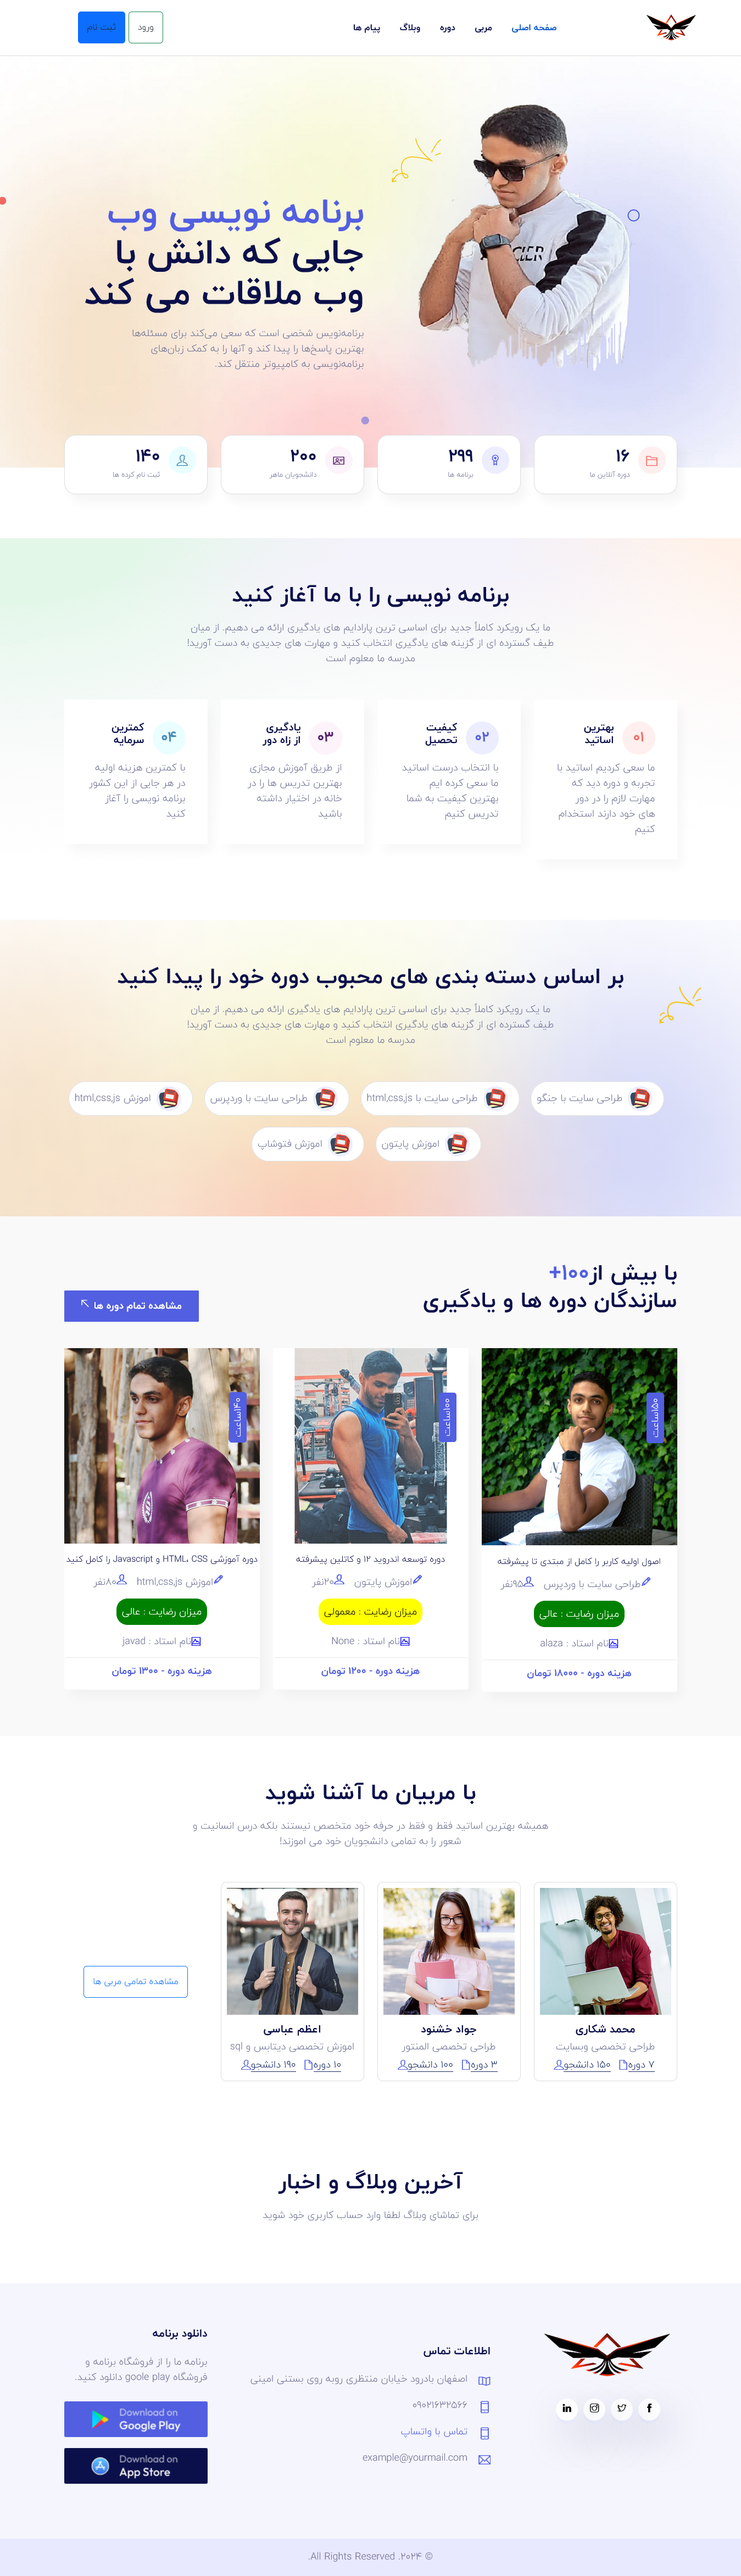 صفحه اصلی
مربی
دوره
وبلاگ
پیام ها
ورود
ثبت نام
برنامه نویسی وب
جایی که دانش با
وب ملاقات می کند
برنامه‌نویس شخصی است که سعی می‌کند برای مسئله‌ها
بهترین پاسخ‌ها را پیدا کند و آنها را به کمک زبان‌های
برنامه‌نویسی به کامپیوتر منتقل کند.
۱۶
دوره آنلاین ما
۲۹۹
برنامه ها
۲۰۰
دانشجویان ماهر
۱۴۰
ثبت نام کرده ها
برنامه نویسی را با ما آغاز کنید
ما یک رویکرد کاملاً جدید برای اساسی ترین پارادایم های یادگیری ارائه می دهیم. از میان
طیف گسترده ای از گزینه های یادگیری انتخاب کنید و مهارت های جدیدی به دست آورید!
مدرسه ما معلوم است
۰۱
بهترین
اساتید
ما سعی کردیم اساتید با
تجربه و دوره دید که
مهارت لازم را در دور
های خود دارند استخدام
کنیم
۰۲
کیفیت
تحصیل
با انتخاب درست اساتید
ما سعی کرده ایم
بهترین کیفیت به شما
تدریس کنیم
۰۳
یادگیری
از زاه دور
از طریق آموزش مجازی
بهترین تدریس ها را در
خانه در اختیار داشته
باشید
۰۴
کمترین
سرمایه
با کمترین هزینه اولیه
در هر جایی از این کشور
برنامه نویسی را آغاز
کنید
بر اساس دسته بندی های محبوب دوره خود را پیدا کنید
ما یک رویکرد کاملاً جدید برای اساسی ترین پارادایم های یادگیری ارائه می دهیم. از میان
طیف گسترده ای از گزینه های یادگیری انتخاب کنید و مهارت های جدیدی به دست آورید!
مدرسه ما معلوم است
طراحی سایت با جنگو
طراحی سایت با html,css,js
طراحی سایت با وردپرس
اموزش html,css,js
اموزش پایتون
اموزش فتوشاپ
با بیش از۱۰۰+
سازندگان دوره ها و یادگیری
مشاهده تمام دوره ها
۱۵۰ساعت
اصول اولیه کاربر را کامل از مبتدی تا پیشرفته
طراحی سایت با وردپرس
۹۵نفر
میزان رضایت : عالی
نام استاد : alaza
هزینه دوره - ۱۸۰۰۰ تومان
۱۰۰ساعت
دوره توسعه اندروید ۱۲ و کاتلین پیشرفته
اموزش پایتون
۲۰نفر
میزان رضایت : معمولی
نام استاد : None
هزینه دوره - ۱۲۰۰ تومان
۱۴۰ساعت
دوره آموزشی HTML، CSS و Javascript را کامل کنید
اموزش html,css,js
۸۰نفر
میزان رضایت : عالی
نام استاد : javad
هزینه دوره - ۱۳۰۰ تومان
با مربیان ما آشنا شوید
همیشه بهترین اساتید فقط و فقط در حرفه خود متخصص نیستند بلکه درس انسانیت و
شعور را به تمامی دانشجویان خود می اموزند!
محمد شکاری
طراحی تخصصی وبسایت
۷ دوره
۱۵۰ دانشجو
جواد خشنود
طراحی تخصصی المنتور
۳ دوره
۱۰۰ دانشجو
اعظم عباسی
اموزش تخصصی دیتابس و sql
۱۰ دوره
۱۹۰ دانشجو
مشاهده تمامی مربی ها
آخرین وبلاگ و اخبار
برای تماشای وبلاگ لطفا وارد حساب کاربری خود شوید
اطلاعات تماس
اصفهان بادرود خیابان منتظری روبه روی بستنی امینی
۰۹۰۲۱۶۳۲۵۶۶
تماس با واتساپ
example@yourmail.com
دانلود برنامه
برنامه ما را از فروشگاه برنامه و
فروشگاه goole play دانلود کنید.
Download on
Google Play
Download on
App Store
© ۲۰۲۴. All Rights Reserved.